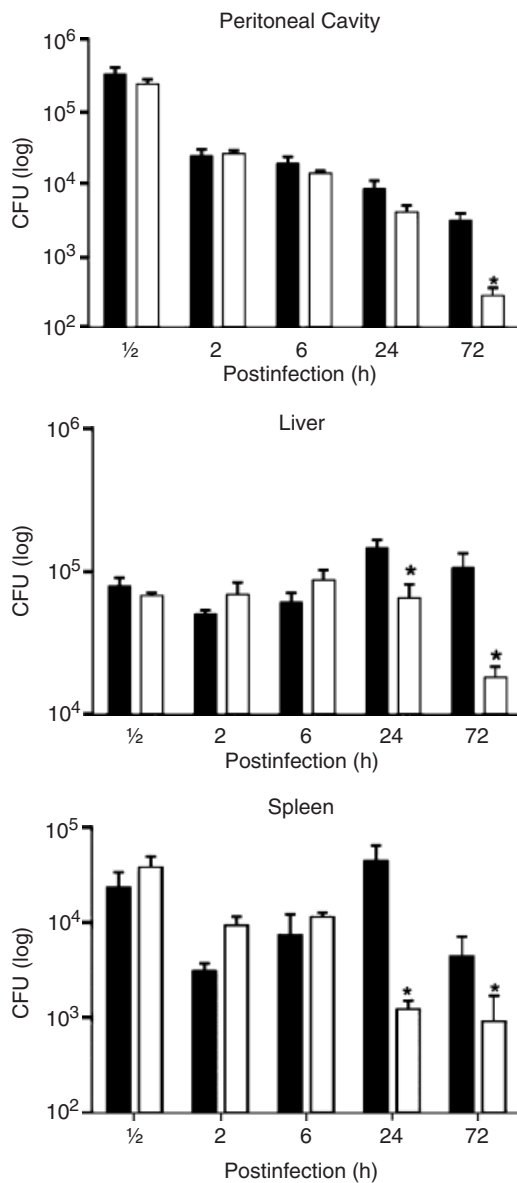 Peritoneal Cavity
CFU (log)
10⁶
10⁵
10⁴
10³
10²
*
½ 2 6 24 72
Postinfection (h)
Liver
CFU (log)
10⁶
10⁵
10⁴
* *
½ 2 6 24 72
Postinfection (h)
Spleen
CFU (log)
10⁵
10⁴
10³
10²
* *
½ 2 6 24 72
Postinfection (h)